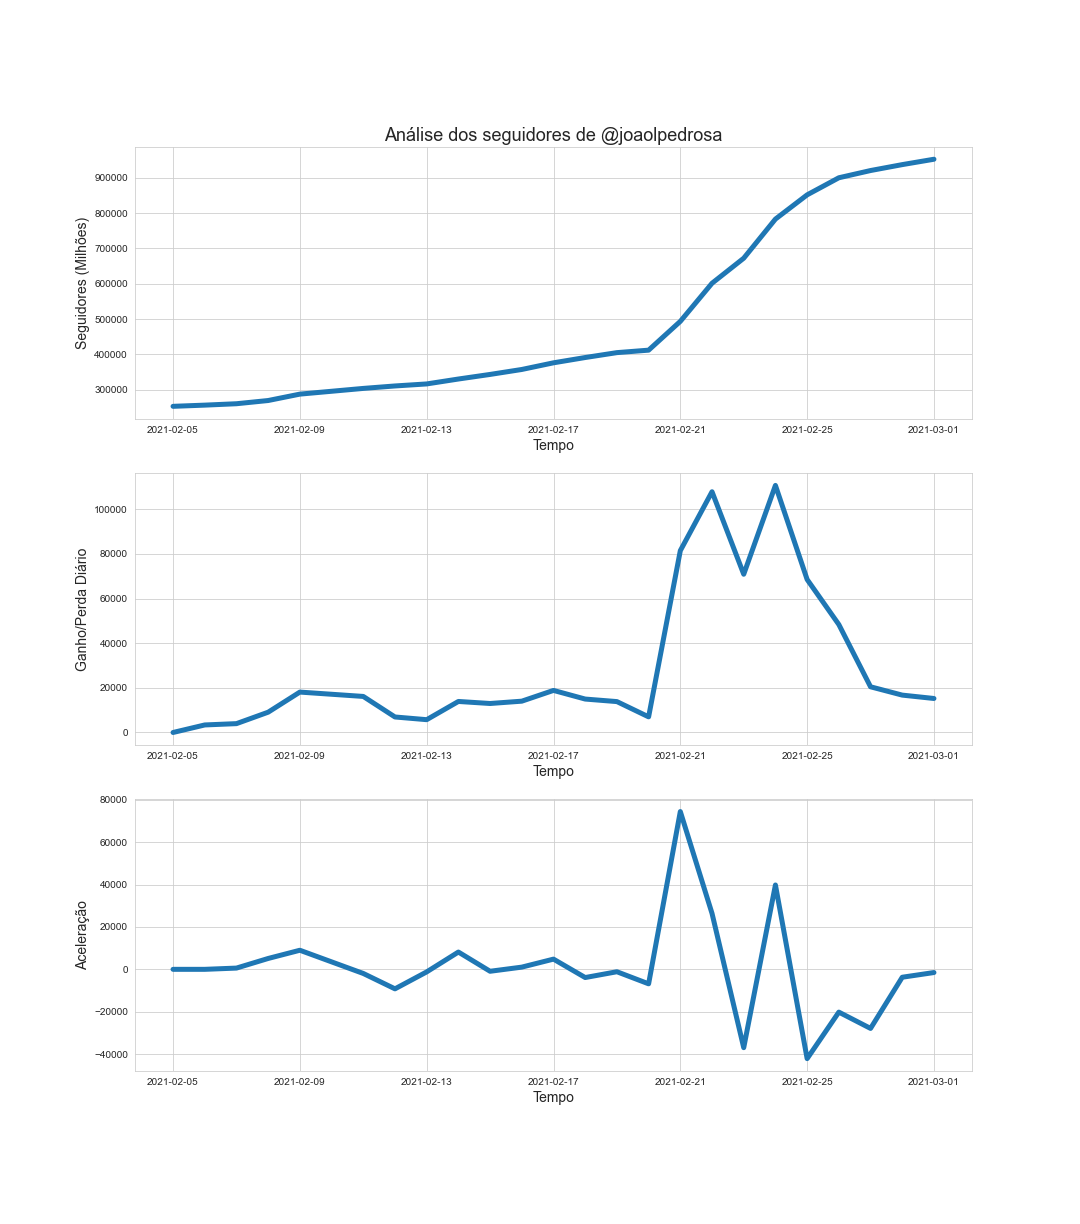 Análise dos seguidores de @joaolpedrosa
900000
800000
700000
600000
500000
400000
300000
Seguidores (Milhões)
2021-02-05 2021-02-09 2021-02-13 2021-02-17 2021-02-21 2021-02-25 2021-03-01
Tempo
100000
80000
60000
40000
20000
0
Ganho/Perda Diário
2021-02-05 2021-02-09 2021-02-13 2021-02-17 2021-02-21 2021-02-25 2021-03-01
Tempo
80000
60000
40000
20000
0
−20000
−40000
Aceleração
2021-02-05 2021-02-09 2021-02-13 2021-02-17 2021-02-21 2021-02-25 2021-03-01
Tempo